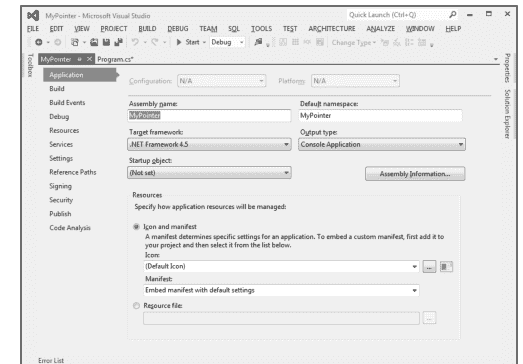 MyPointer - Microsoft Visual Studio
Quick Launch (Ctrl+Q)
FILE EDIT VIEW PROJECT BUILD DEBUG TEAM SQL TOOLS TEST ARCHITECTURE ANALYZE WINDOW HELP
Start Debug Change Type
Toolbox
MyPointer Program.cs*
Properties
Solution Explorer
Application
Build
Build Events
Debug
Resources
Services
Settings
Reference Paths
Signing
Security
Publish
Code Analysis
Configuration: N/A Platform: N/A
Assembly name: Default namespace:
MyPointer MyPointer
Target framework: Output type:
.NET Framework 4.5 Console Application
Startup object:
(Not set) Assembly Information...
Resources
Specify how application resources will be managed:
Icon and manifest
A manifest determines specific settings for an application. To embed a custom manifest, first add it to
your project and then select it from the list below.
Icon:
(Default Icon) ...
Manifest:
Embed manifest with default settings
Resource file:
...
Error List